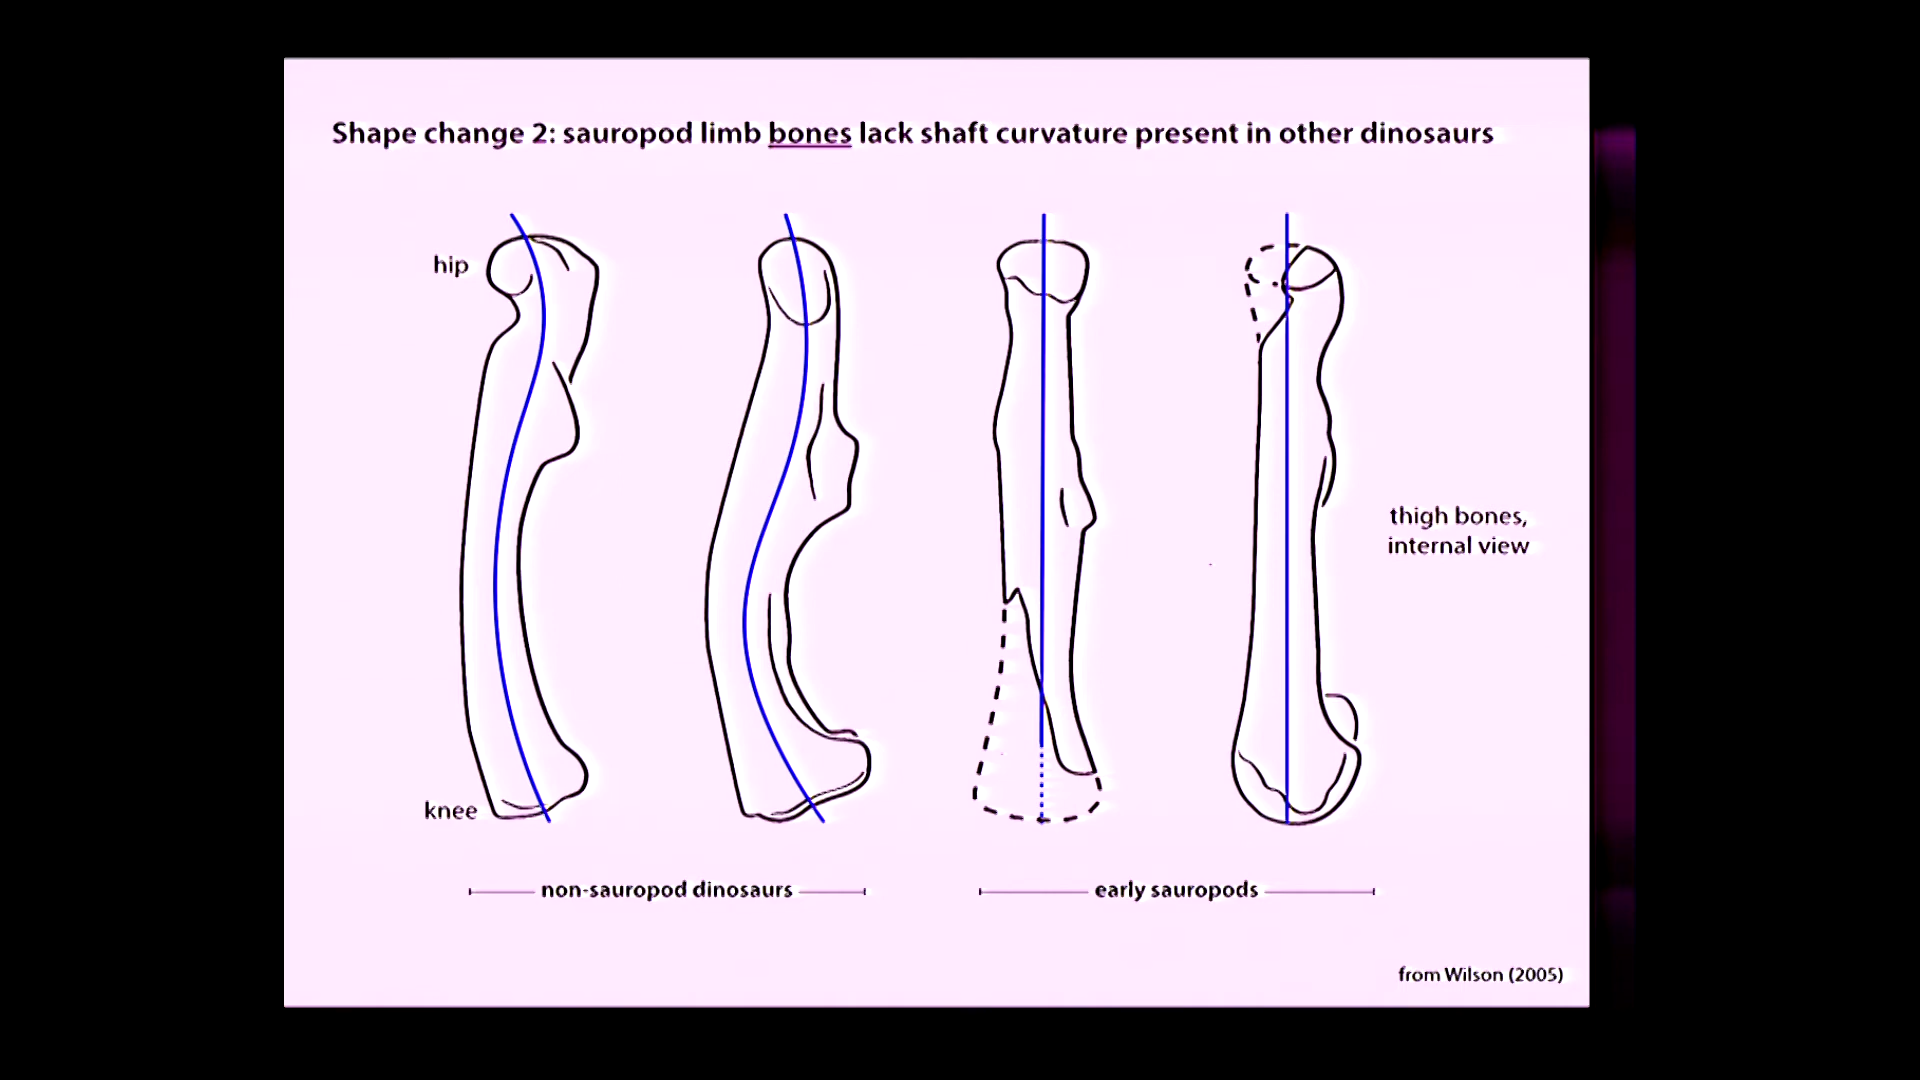 Shape change 2: sauropod limb bones lack shaft curvature present in other dinosaurs
hip
thigh bones,
internal view
knee
non-sauropod dinosaurs
early sauropods
from Wilson (2005)